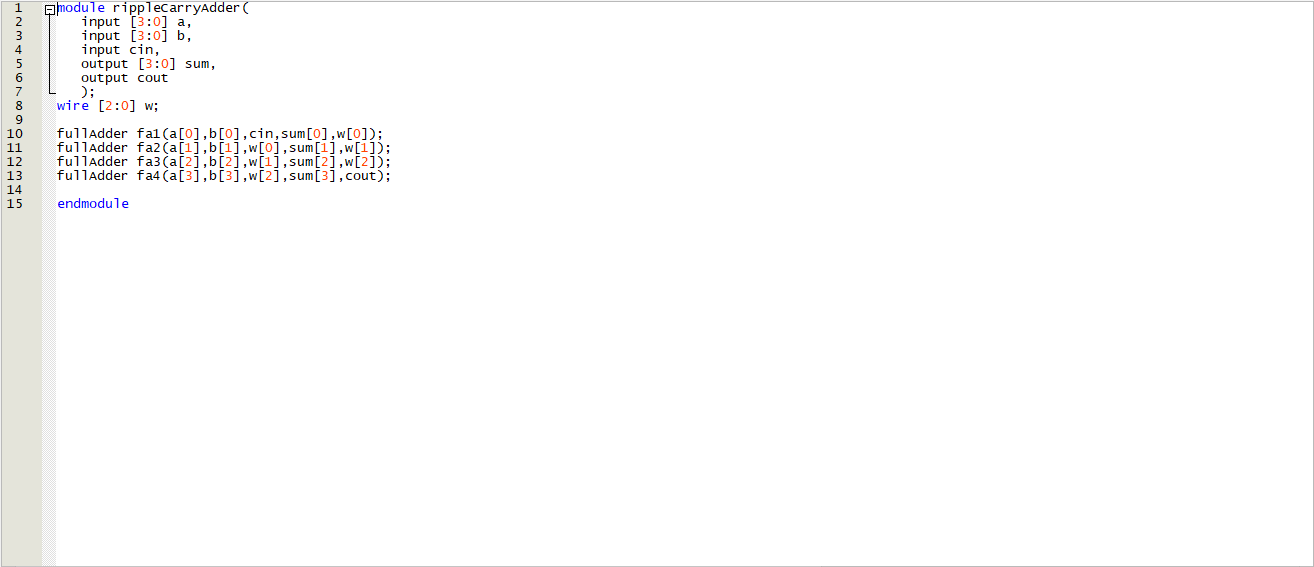 1 module rippleCarryAdder(
2 input [3:0] a,
3 input [3:0] b,
4 input cin,
5 output [3:0] sum,
6 output cout
7 );
8 wire [2:0] w;
9
10 fullAdder fa1(a[0],b[0],cin,sum[0],w[0]);
11 fullAdder fa2(a[1],b[1],w[0],sum[1],w[1]);
12 fullAdder fa3(a[2],b[2],w[1],sum[2],w[2]);
13 fullAdder fa4(a[3],b[3],w[2],sum[3],cout);
14
15 endmodule